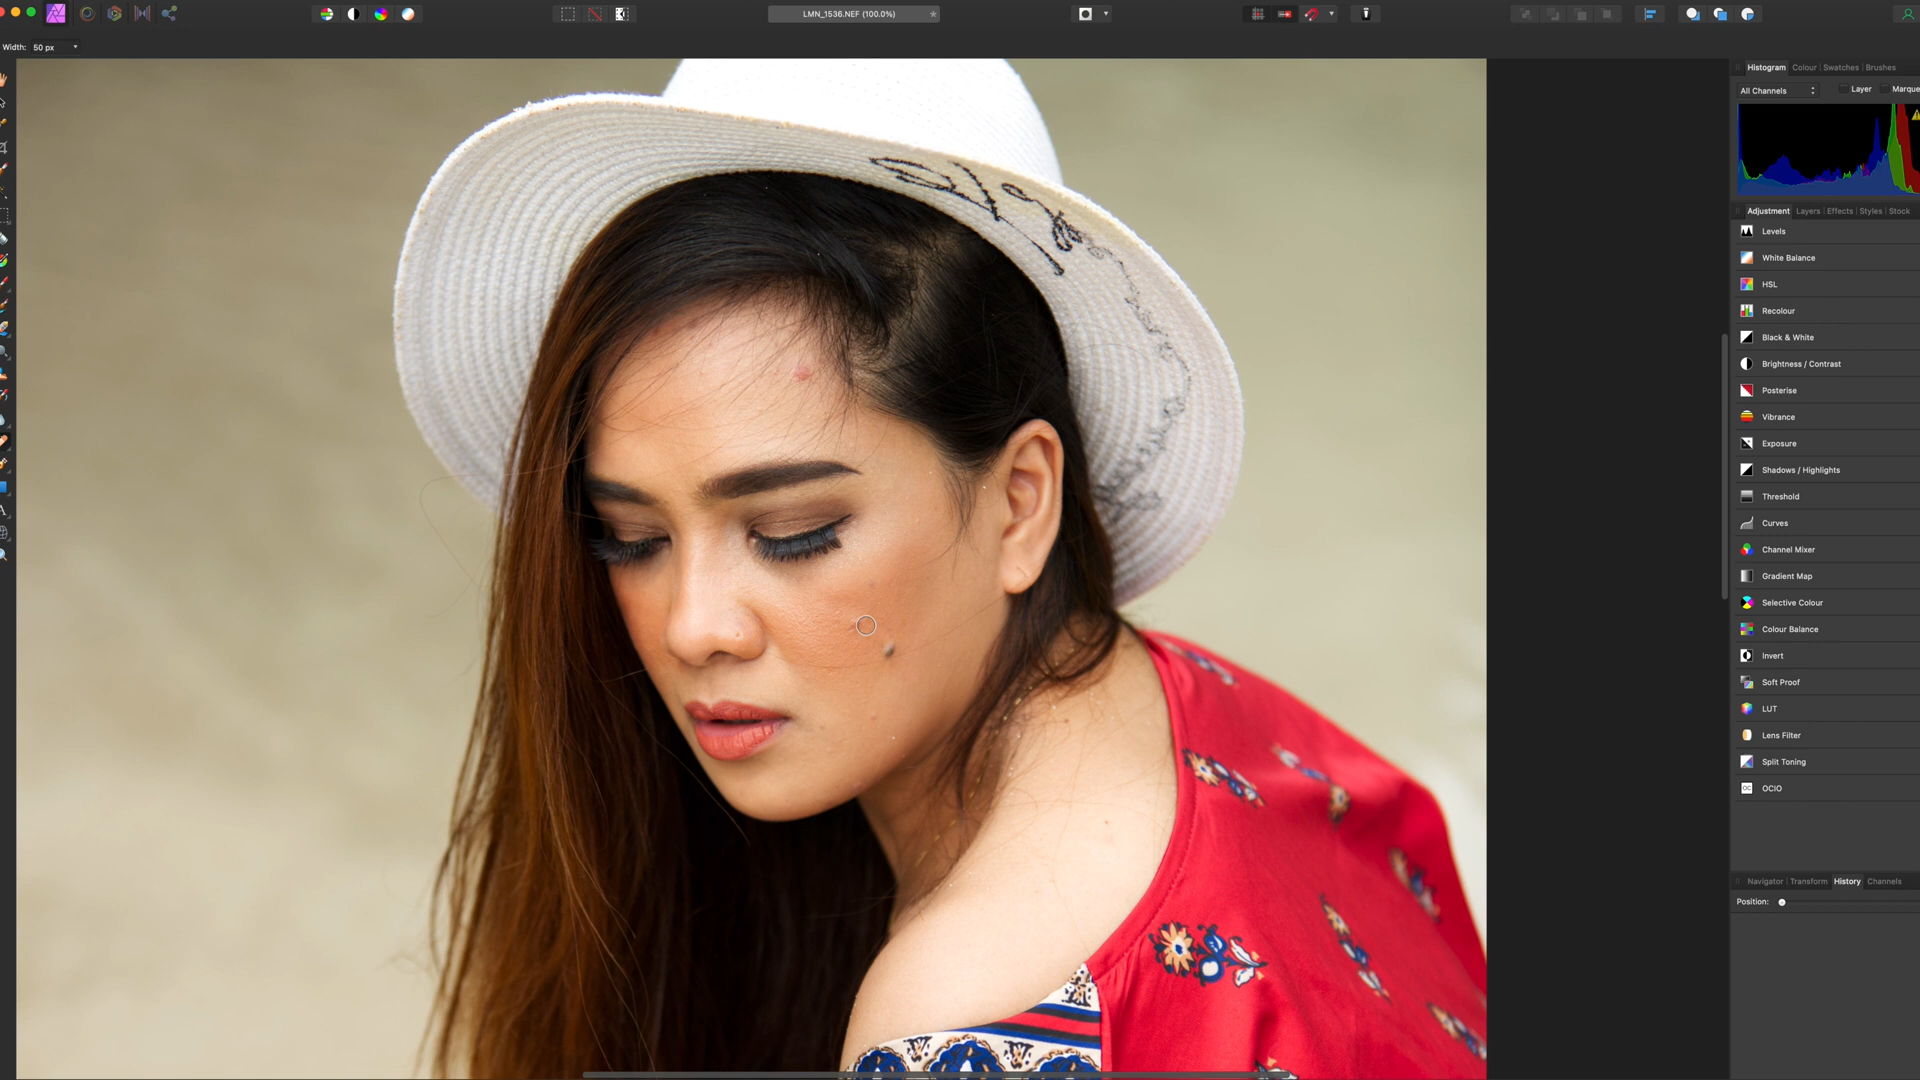 LMN_1536.NEF (100.0%)
Width: 50 px
Histogram Colour Swatches Brushes
All Channels Layer Marque
Adjustment Layers Effects Styles Stock
Levels
White Balance
HSL
Recolour
Black & White
Brightness / Contrast
Posterise
Vibrance
Exposure
Shadows / Highlights
Threshold
Curves
Channel Mixer
Gradient Map
Selective Colour
Colour Balance
Invert
Soft Proof
LUT
Lens Filter
Split Toning
OCIO
Navigator Transform History Channels
Position: